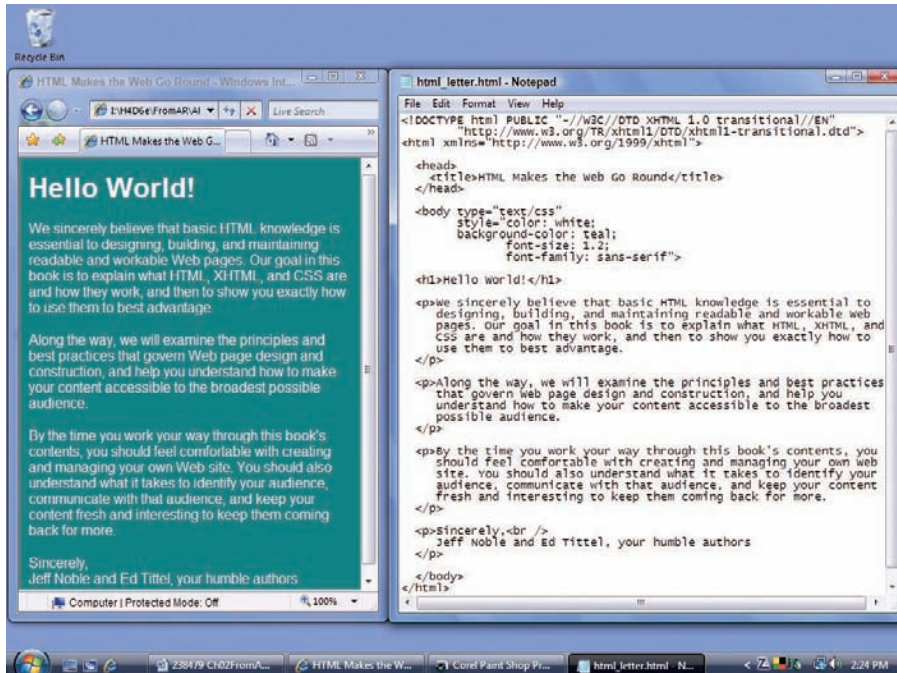 Recycle Bin
HTML Makes the Web Go Round - Windows Int...
I:\H4DGe\FromAR\Al
Live Search
HTML Makes the Web G...
Hello World!
We sincerely believe that basic HTML knowledge is
essential to designing, building, and maintaining
readable and workable Web pages. Our goal in this
book is to explain what HTML, XHTML, and CSS are
and how they work, and then to show you exactly how
to use them to best advantage.
Along the way, we will examine the principles and
best practices that govern Web page design and
construction, and help you understand how to make
your content accessible to the broadest possible
audience.
By the time you work your way through this book's
contents, you should feel comfortable with creating
and managing your own Web site. You should also
understand what it takes to identify your audience,
communicate with that audience, and keep your
content fresh and interesting to keep them coming
back for more.
Sincerely,
Jeff Noble and Ed Tittel, your humble authors
Computer | Protected Mode: Off
100%
html_letter.html - Notepad
File Edit Format View Help
<!DOCTYPE html PUBLIC "-//W3C//DTD XHTML 1.0 transitional//EN"
"http://www.w3.org/TR/xhtml1/DTD/xhtml1-transitional.dtd">
<html xmlns="http://www.w3.org/1999/xhtml">
<head>
<title>HTML Makes the Web Go Round</title>
</head>
<body type="text/css"
style="color: white;
background-color: teal;
font-size: 1.2;
font-family: sans-serif">
<h1>Hello World!</h1>
<p>We sincerely believe that basic HTML knowledge is essential to
designing, building, and maintaining readable and workable Web
pages. Our goal in this book is to explain what HTML, XHTML, and
CSS are and how they work, and then to show you exactly how to
use them to best advantage.
</p>
<p>Along the way, we will examine the principles and best practices
that govern Web page design and construction, and help you
understand how to make your content accessible to the broadest
possible audience.
</p>
<p>By the time you work your way through this book's contents, you
should feel comfortable with creating and managing your own Web
site. You should also understand what it takes to identify your
audience, communicate with that audience, and keep your content
fresh and interesting to keep them coming back for more.
</p>
<p>Sincerely,<br />
Jeff Noble and Ed Tittel, your humble authors
</p>
</body>
</html>
238479 Ch02FromA...
HTML Makes the W...
Corel Paint Shop Pr...
html_letter.html - N...
2:24 PM